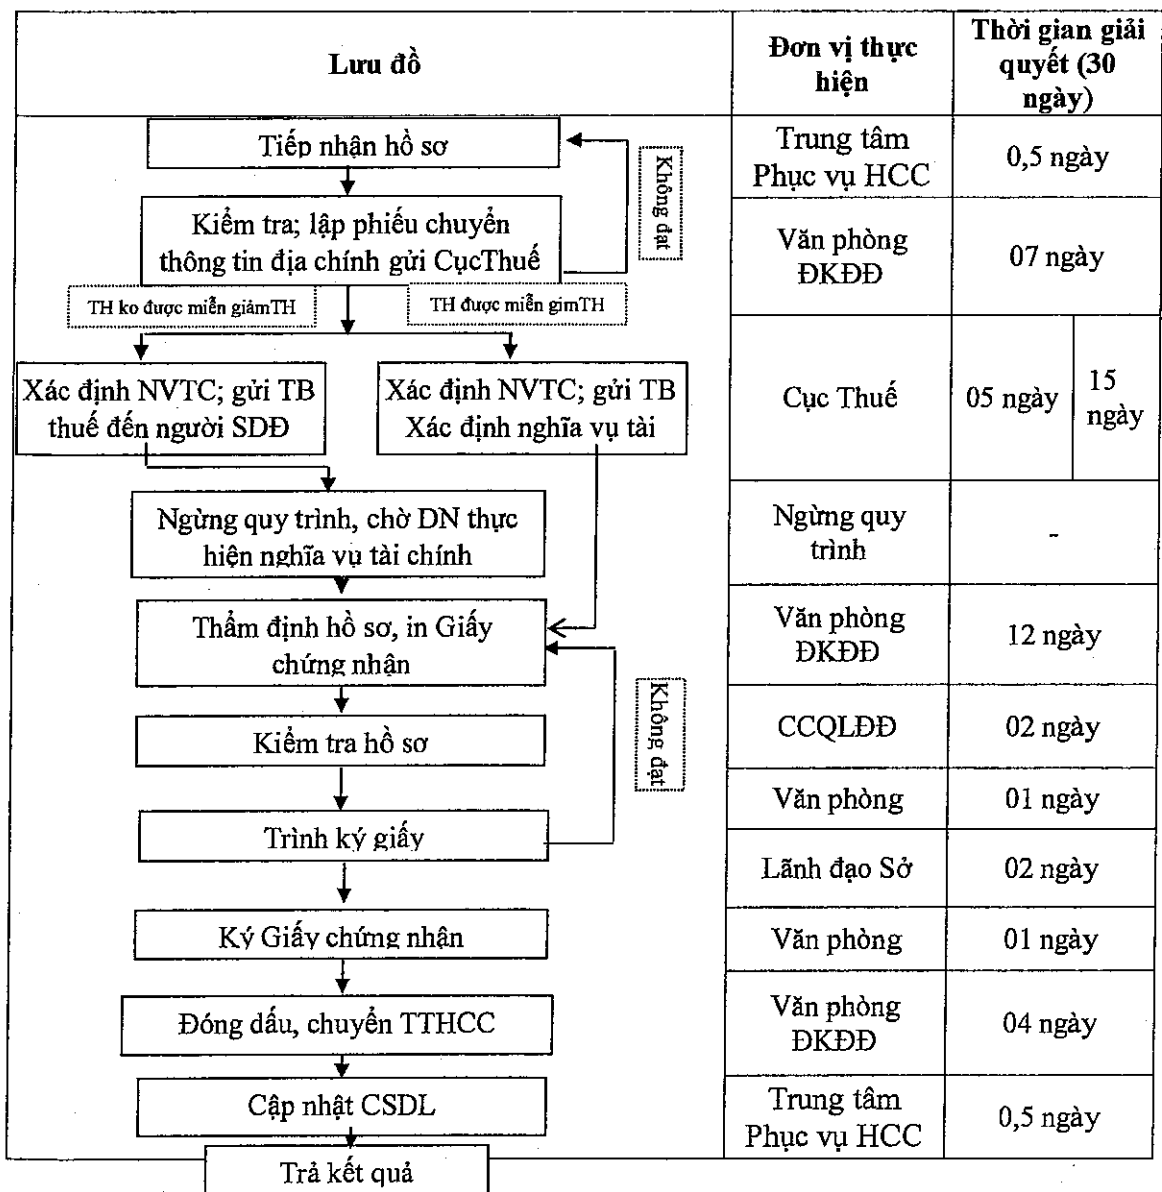 Lưu đồ
Đơn vị thực
hiện
Thời gian giải
quyết (30
ngày)
Tiếp nhận hồ sơ
Không đạt
Trung tâm
Phục vụ HCC
0,5 ngày
Kiểm tra; lập phiếu chuyển
thông tin địa chính gửi CụcThuế
Văn phòng
ĐKĐĐ
07 ngày
TH ko được miễn giảmTH
TH được miễn gimTH
Xác định NVTC; gửi TB
thuế đến người SDĐ
Xác định NVTC; gửi TB
Xác định nghĩa vụ tài
Cục Thuế
05 ngày
15
ngày
Ngừng quy trình, chờ DN thực
hiện nghĩa vụ tài chính
Ngừng quy
trình
-
Thẩm định hồ sơ, in Giấy
chứng nhận
Văn phòng
ĐKĐĐ
12 ngày
Không đạt
Kiểm tra hồ sơ
CCQLĐĐ
02 ngày
Trình ký giấy
Văn phòng
01 ngày
Lãnh đạo Sở
02 ngày
Ký Giấy chứng nhận
Văn phòng
01 ngày
Đóng dấu, chuyển TTHCC
Văn phòng
ĐKĐĐ
04 ngày
Cập nhật CSDL
Trung tâm
Phục vụ HCC
0,5 ngày
Trả kết quả